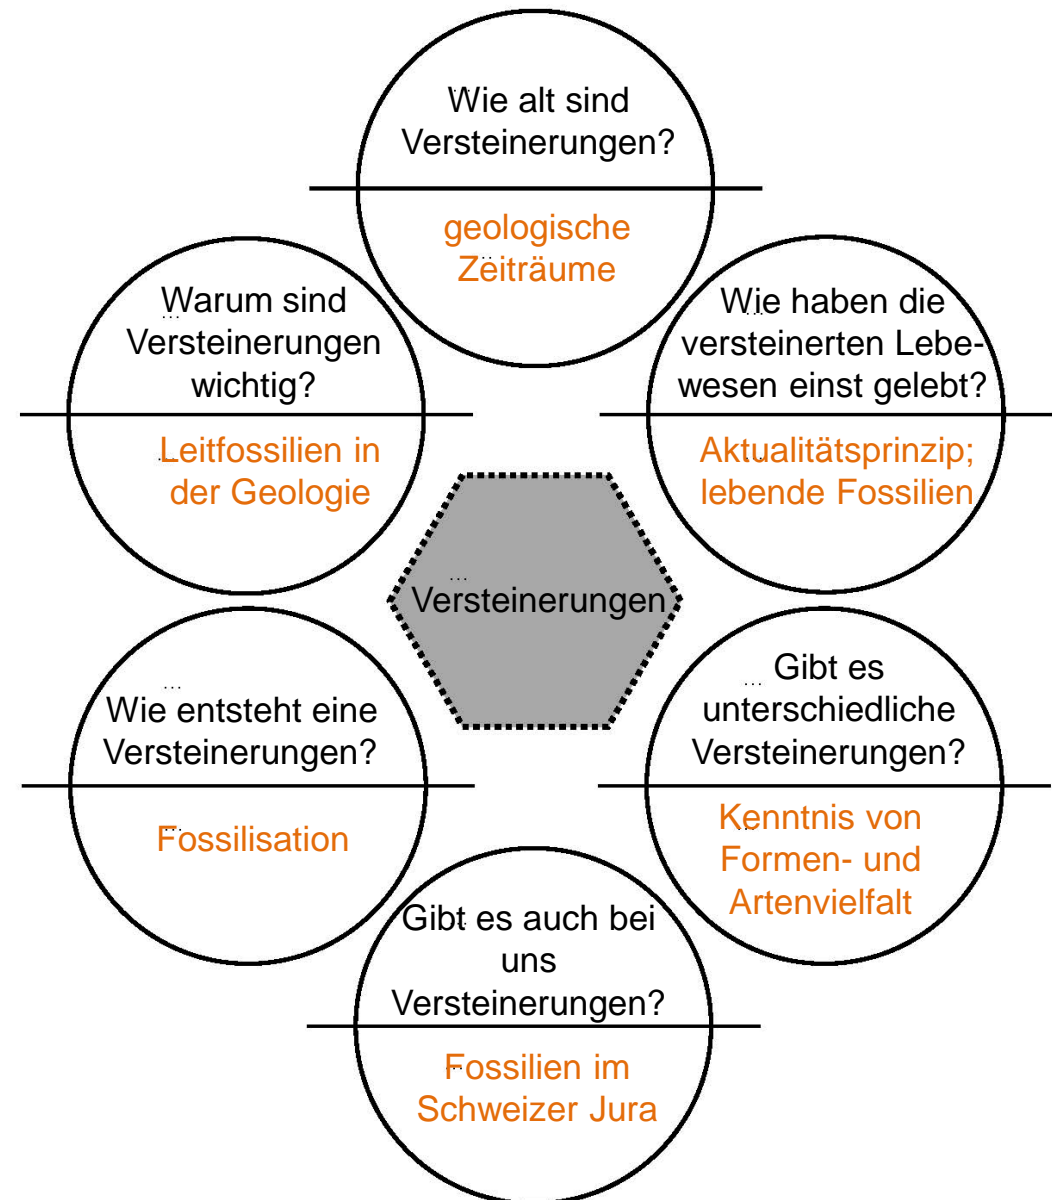 Wie alt sind
Versteinerungen?
geologische
Zeiträume
Warum sind
Versteinerungen
wichtig?
Leitfossilien in
der Geologie
Wie haben die
versteinerten Lebe-
wesen einst gelebt?
Aktualitätsprinzip;
lebende Fossilien
Versteinerungen
Wie entsteht eine
Versteinerungen?
Fossilisation
Gibt es
unterschiedliche
Versteinerungen?
Kenntnis von
Formen- und
Artenvielfalt
Gibt es auch bei
uns
Versteinerungen?
Fossilien im
Schweizer Jura